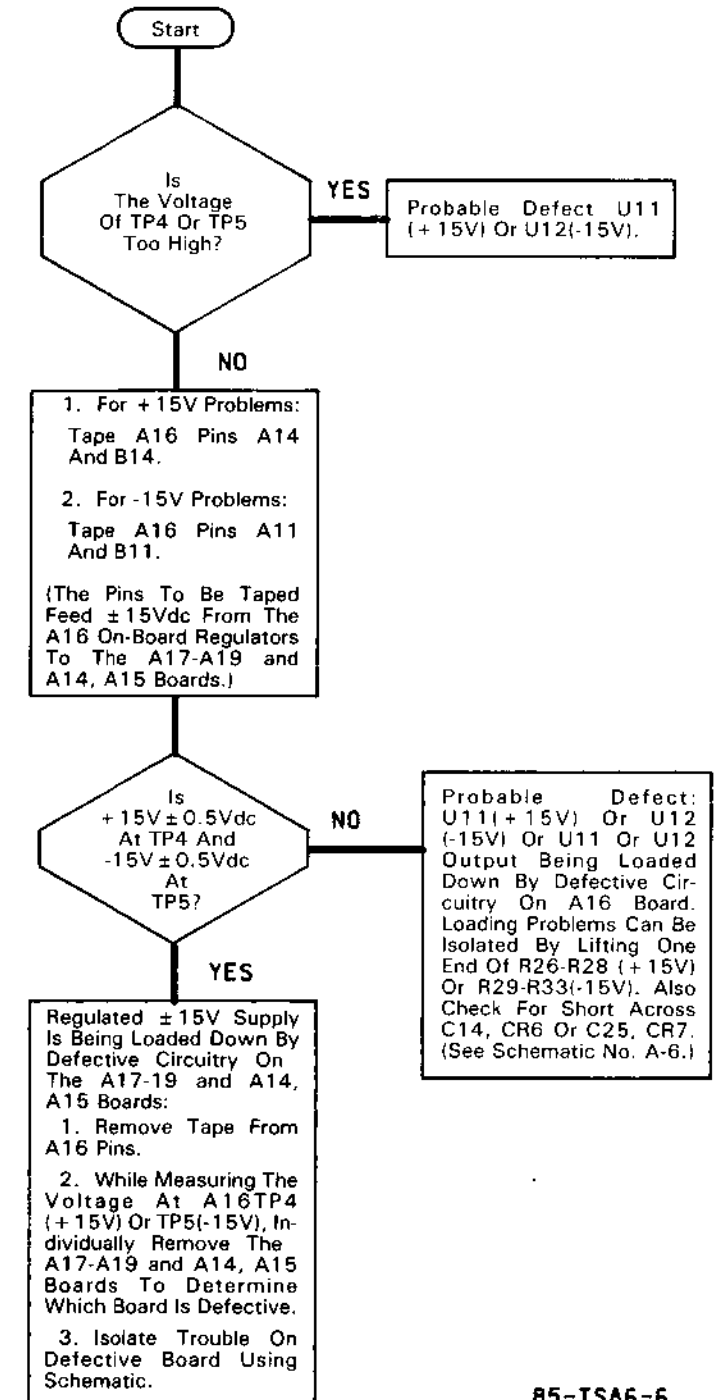 Start
Is
The Voltage
Of TP4 Or TP5
Too High?
YES
Probable Defect U11
(+15V) Or U12(-15V).
NO
1. For +15V Problems:
Tape A16 Pins A14
And B14.
2. For -15V Problems:
Tape A16 Pins A11
And B11.
(The Pins To Be Taped
Feed ±15Vdc From The
A16 On-Board Regulators
To The A17-A19 and
A14, A15 Boards.)
Is
+15V±0.5Vdc
At TP4 And
-15V±0.5Vdc
At
TP5?
NO
Probable Defect:
U11(+15V) Or U12
(-15V) Or U11 Or U12
Output Being Loaded
Down By Defective Cir-
cuitry On A16 Board.
Loading Problems Can Be
Isolated By Lifting One
End Of R26-R28 (+15V)
Or R29-R33(-15V). Also
Check For Short Across
C14, CR6 Or C25, CR7.
(See Schematic No. A-6.)
YES
Regulated ±15V Supply
Is Being Loaded Down By
Defective Circuitry On
The A17-19 and A14,
A15 Boards:
1. Remove Tape From
A16 Pins.
2. While Measuring The
Voltage At A16TP4
(+15V) Or TP5(-15V), In-
dividually Remove The
A17-A19 and A14, A15
Boards To Determine
Which Board Is Defective.
3. Isolate Trouble On
Defective Board Using
Schematic.
85-TSA6-6